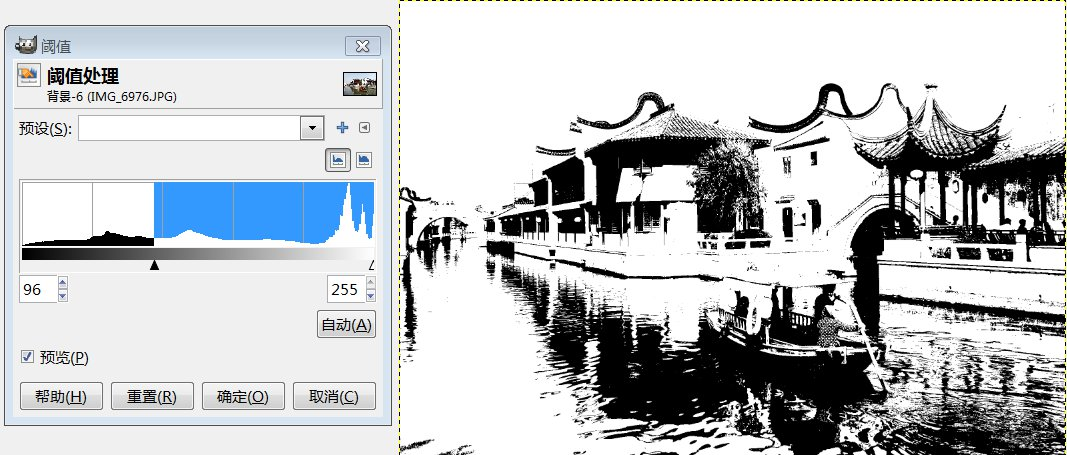 阈值
阈值处理
背景-6 (IMG_6976.JPG)
预设(S):
96
255
自动(A)
预览(P)
帮助(H)
重置(R)
确定(O)
取消(C)